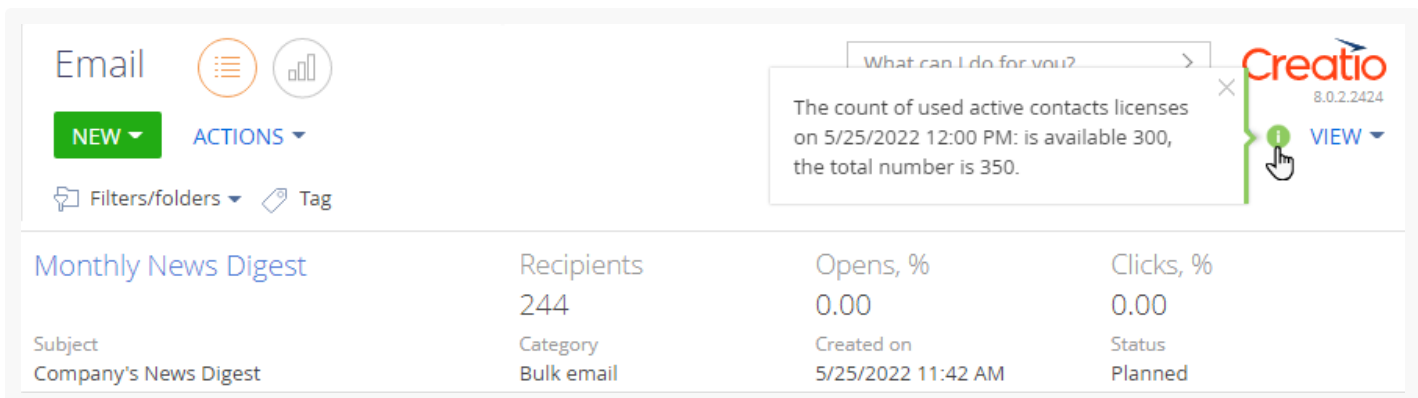 Email
What can I do for you?
Creatio
8.0.2.2424
NEW
ACTIONS
The count of used active contacts licenses
on 5/25/2022 12:00 PM: is available 300,
the total number is 350.
VIEW
Filters/folders
Tag
Monthly News Digest
Recipients
Opens, %
Clicks, %
244
0.00
0.00
Subject
Category
Created on
Status
Company's News Digest
Bulk email
5/25/2022 11:42 AM
Planned